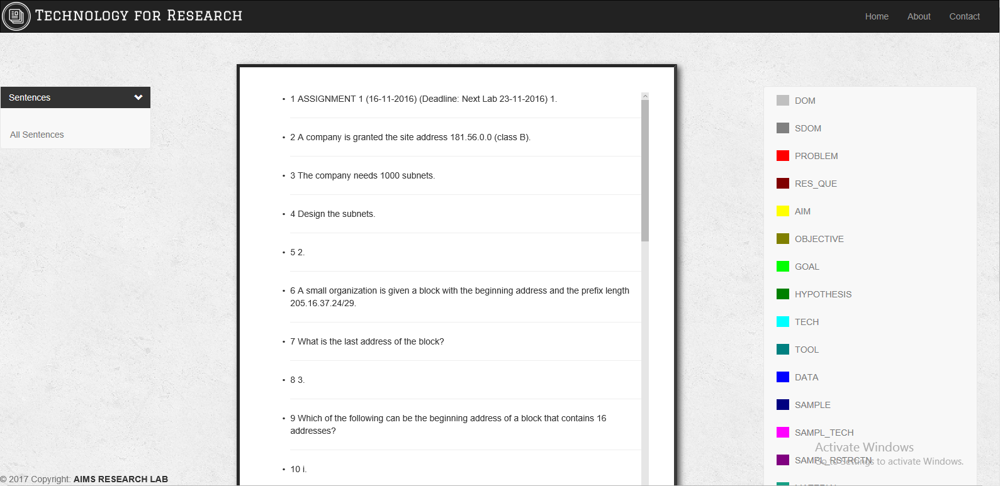 Technology for Research
Home
About
Contact
Sentences
All Sentences
• 1 ASSIGNMENT 1 (16-11-2016) (Deadline: Next Lab 23-11-2016) 1.
• 2 A company is granted the site address 181.56.0.0 (class B).
• 3 The company needs 1000 subnets.
• 4 Design the subnets.
• 5 2.
• 6 A small organization is given a block with the beginning address and the prefix length
205.16.37.24/29.
• 7 What is the last address of the block?
• 8 3.
• 9 Which of the following can be the beginning address of a block that contains 16
addresses?
• 10 i.
DOM
SDOM
PROBLEM
RES_QUE
AIM
OBJECTIVE
GOAL
HYPOTHESIS
TECH
TOOL
DATA
SAMPLE
SAMPL_TECH
Activate Windows
SAMPL_RSTRCTN
Go to Settings to activate Windows.
© 2017 Copyright: AIMS RESEARCH LAB